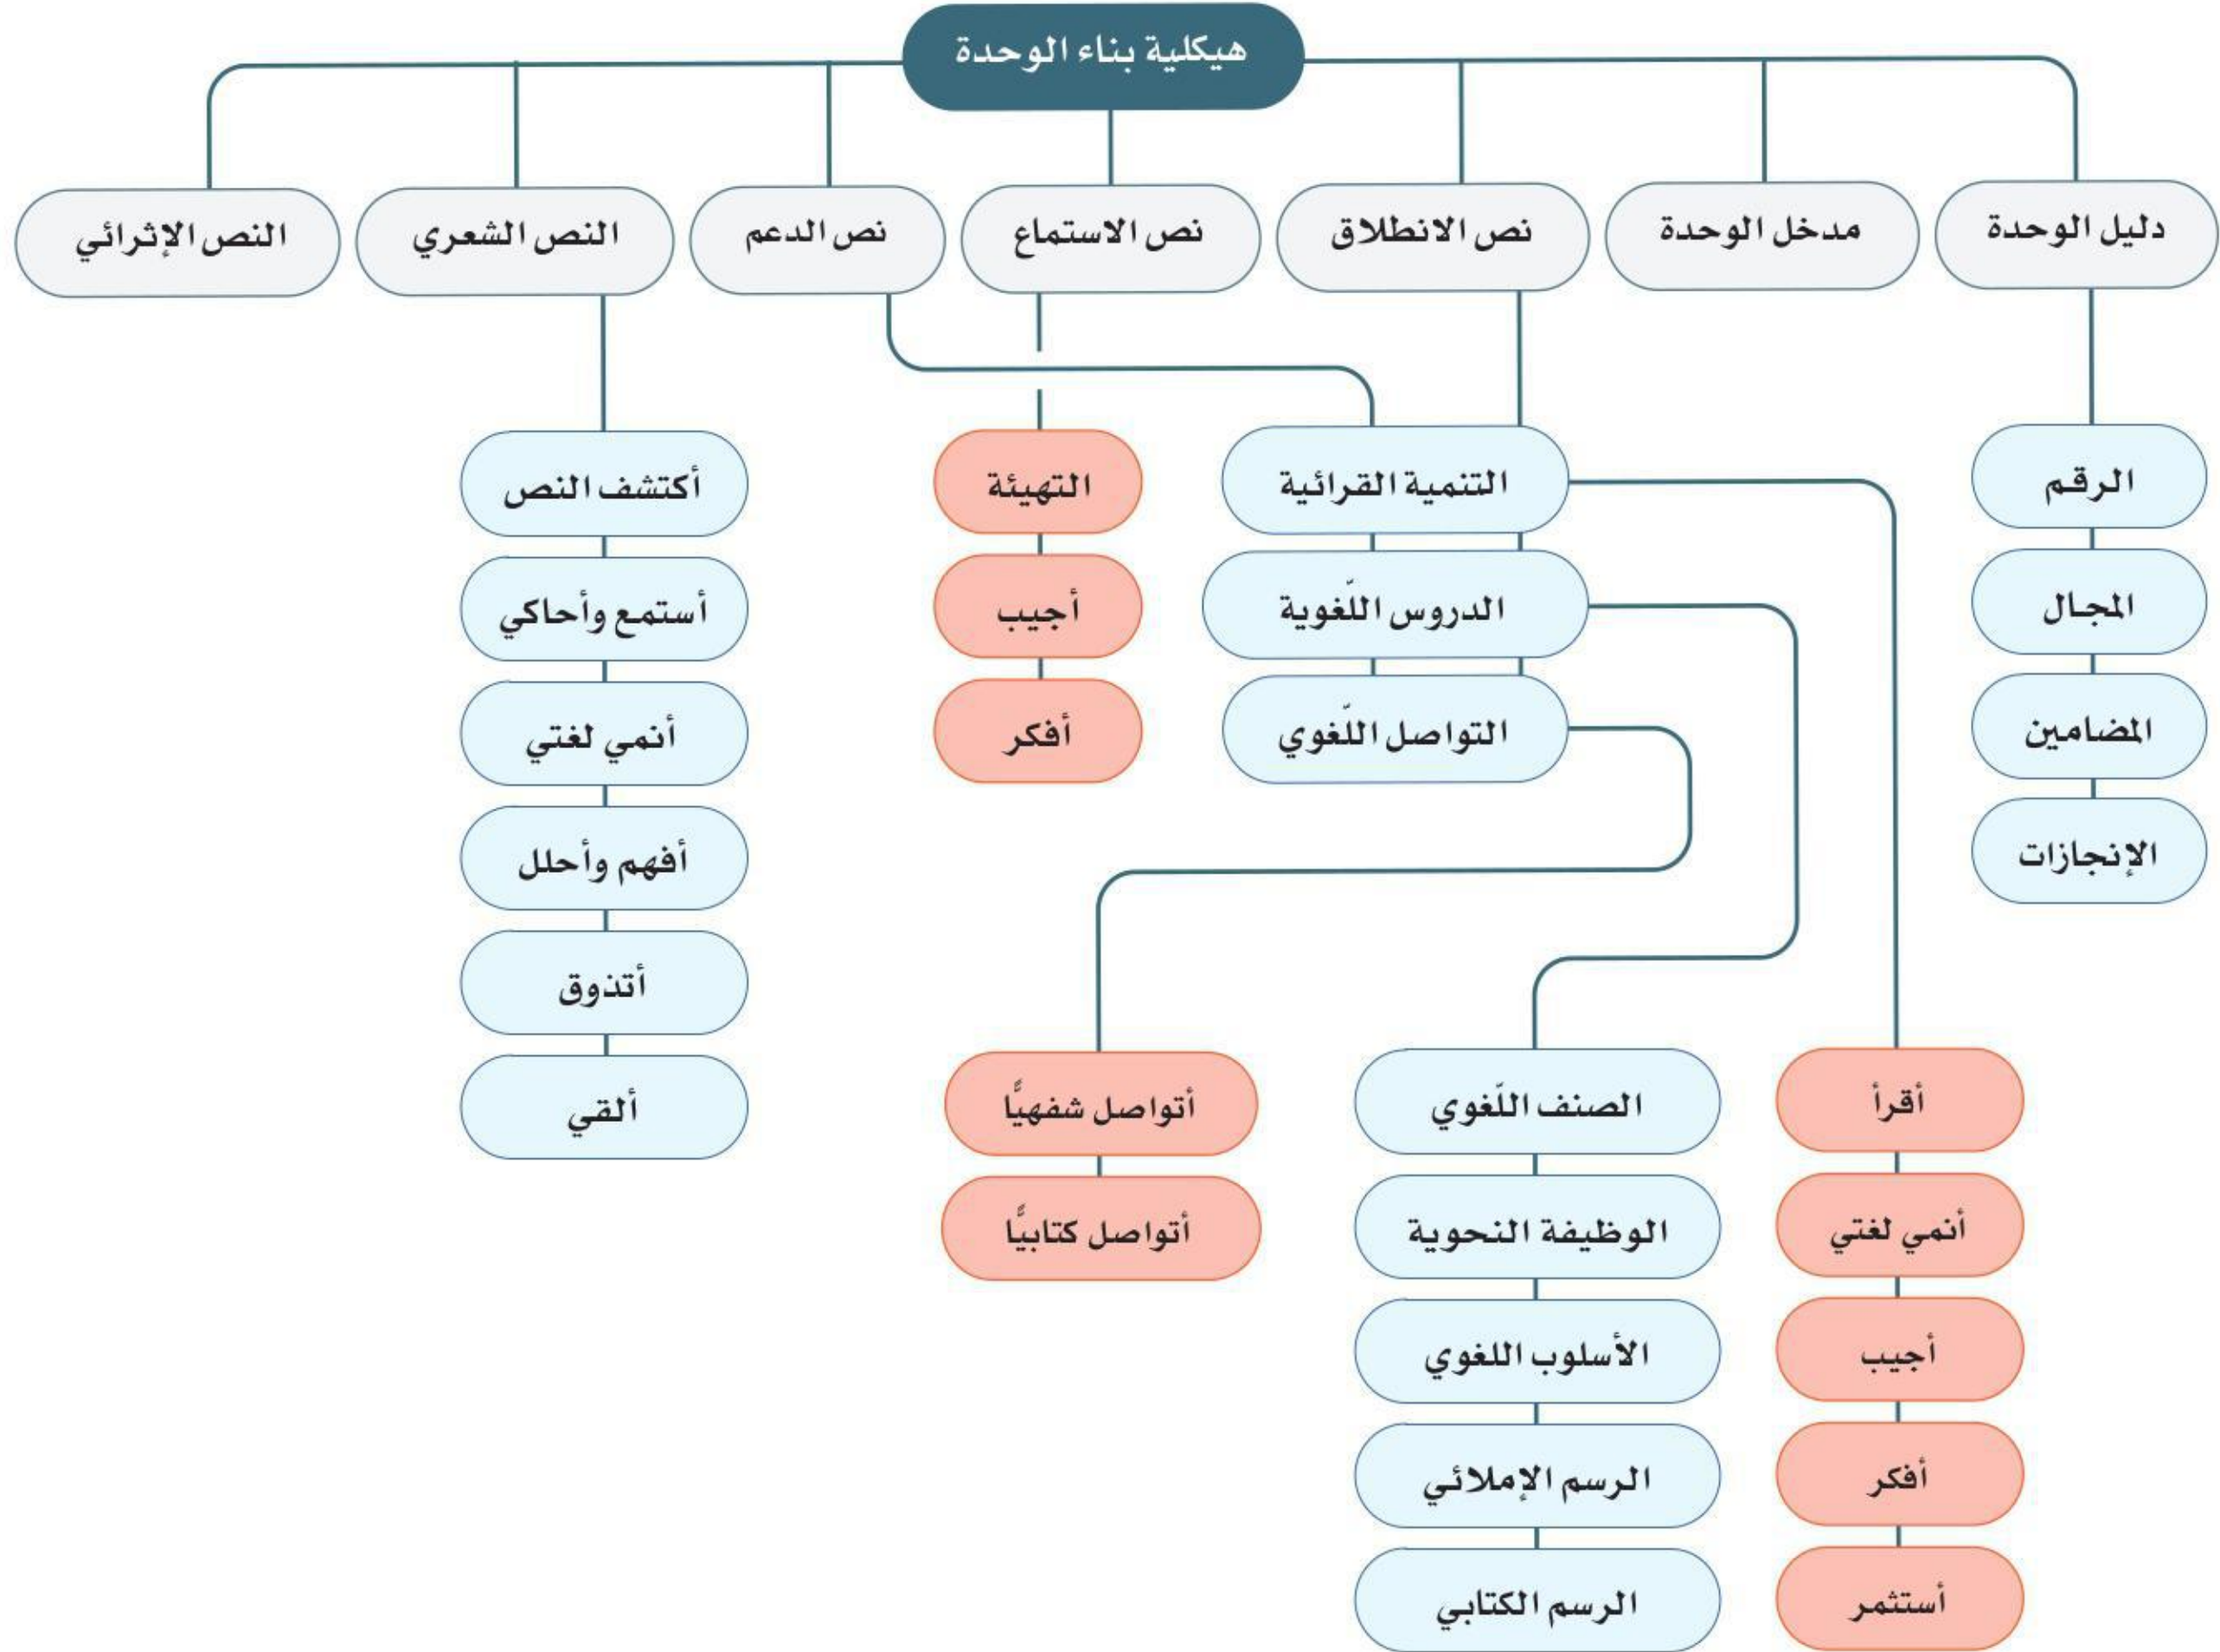 هيكلية بناء الوحدة
دليل الوحدة
مدخل الوحدة
نص الانطلاق
نص الاستماع
نص الدعم
النص الشعري
النص الإثرائي
الرقم
المجال
المضامين
الإنجازات
التنمية القرائية
الدروس اللّغوية
التواصل اللّغوي
التهيئة
أجيب
أفكر
أكتشف النص
أستمع وأحاكي
أنمي لغتي
أفهم وأحلل
أتذوق
ألقي
أقرأ
أنمي لغتي
أجيب
أفكر
أستثمر
الصنف اللّغوي
الوظيفة النحوية
الأسلوب اللغوي
الرسم الإملائي
الرسم الكتابي
أتواصل شفهيًّا
أتواصل كتابيًّا